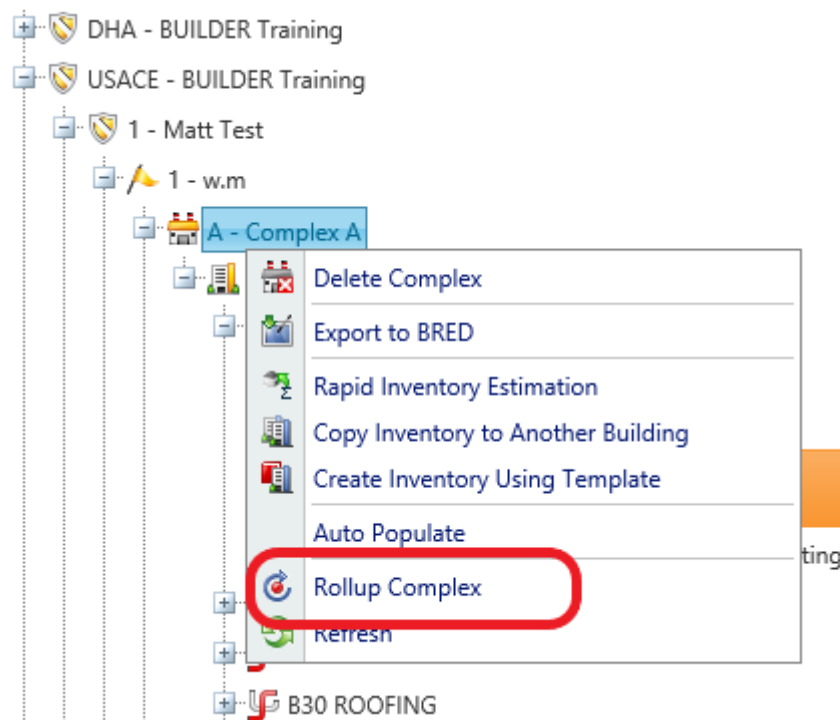 DHA - BUILDER Training
USACE - BUILDER Training
1 - Matt Test
1 - w.m
A - Complex A
Delete Complex
Export to BRED
Rapid Inventory Estimation
Copy Inventory to Another Building
Create Inventory Using Template
Auto Populate
ting
Rollup Complex
Refresh
B30 ROOFING